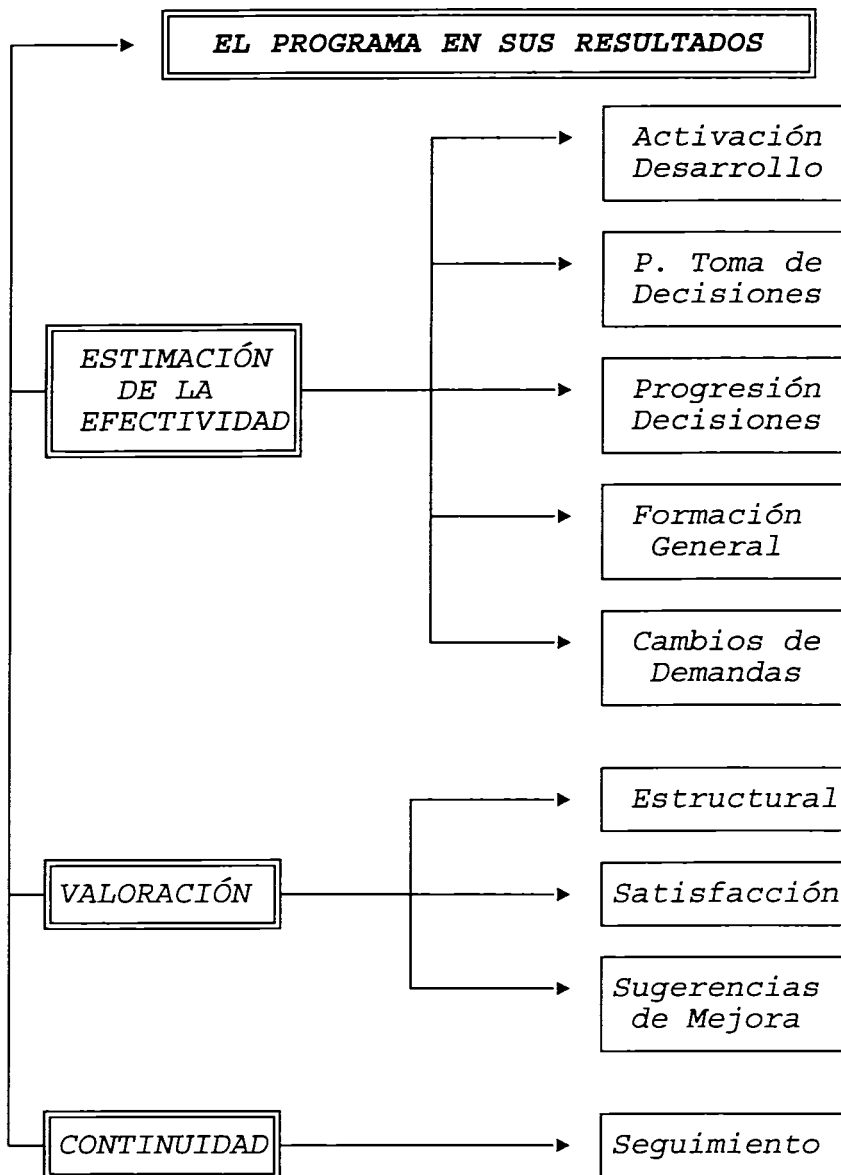 EL PROGRAMA EN SUS RESULTADOS
Activación
Desarrollo
P. Toma de
Decisiones
ESTIMACIÓN
DE LA
EFECTIVIDAD
Progresión
Decisiones
Formación
General
Cambios de
Demandas
VALORACIÓN
Estructural
Satisfacción
Sugerencias
de Mejora
CONTINUIDAD
Seguimiento